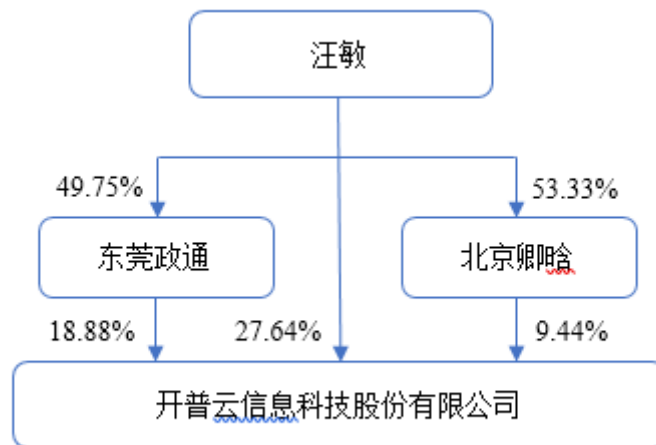 汪敏
49.75%
53.33%
东莞政通
北京卿晗
18.88%
27.64%
9.44%
开普云信息科技股份有限公司